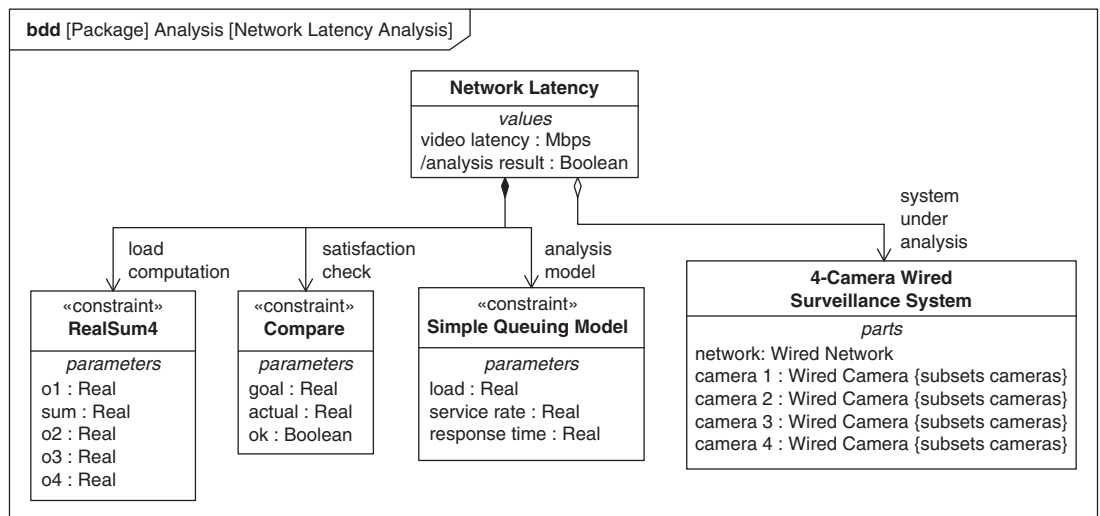 bdd [Package] Analysis [Network Latency Analysis]
Network Latency
values
video latency : Mbps
/analysis result : Boolean
load
computation
satisfaction
check
analysis
model
system
under
analysis
«constraint»
RealSum4
parameters
o1 : Real
sum : Real
o2 : Real
o3 : Real
o4 : Real
«constraint»
Compare
parameters
goal : Real
actual : Real
ok : Boolean
«constraint»
Simple Queuing Model
parameters
load : Real
service rate : Real
response time : Real
4-Camera Wired
Surveillance System
parts
network: Wired Network
camera 1 : Wired Camera {subsets cameras}
camera 2 : Wired Camera {subsets cameras}
camera 3 : Wired Camera {subsets cameras}
camera 4 : Wired Camera {subsets cameras}